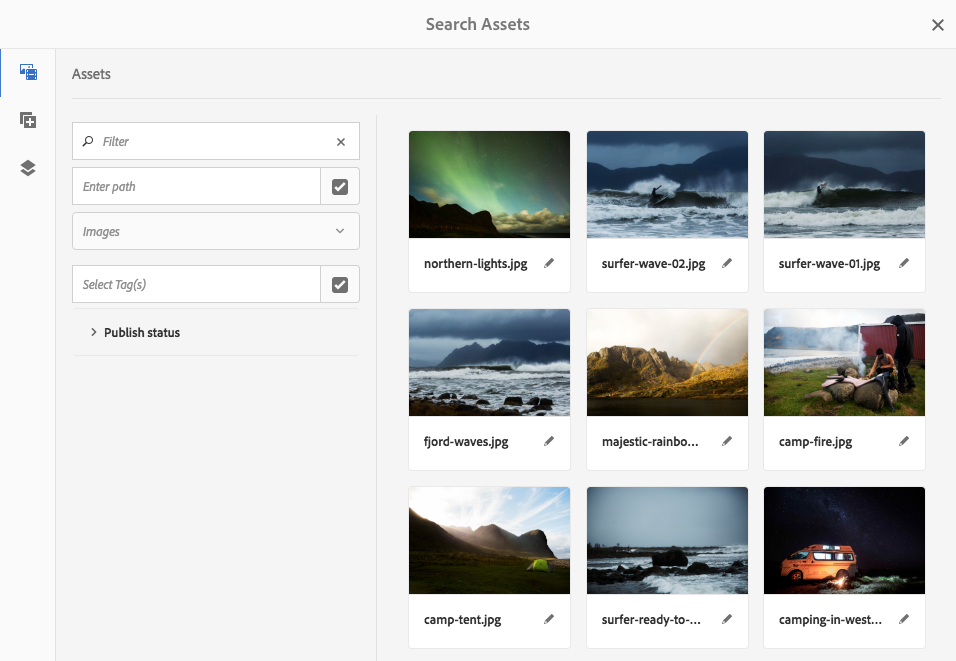 Search Assets
Assets
Filter
Enter path
Images
Select Tag(s)
Publish status
northern-lights.jpg
surfer-wave-02.jpg
surfer-wave-01.jpg
fjord-waves.jpg
majestic-rainbo...
camp-fire.jpg
camp-tent.jpg
surfer-ready-to-...
camping-in-west...